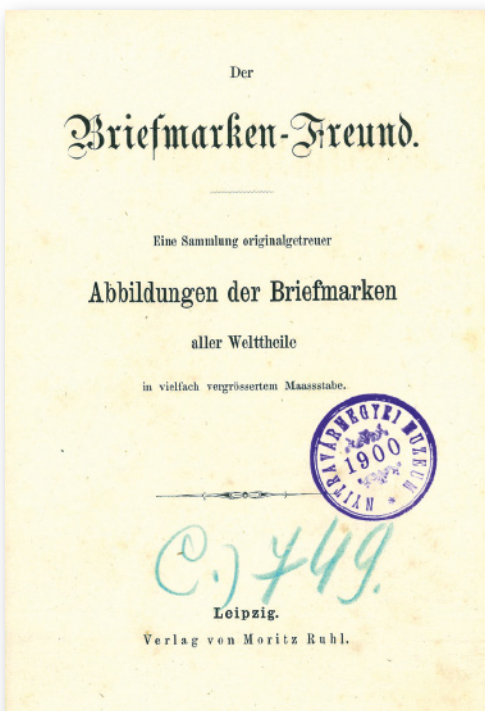 Der
Briefmarken-Freund.
Eine Sammlung originalgetreuer
Abbildungen der Briefmarken
aller Welttheile
in vielfach vergrössertem Maassstabe.
NYITRAVÁRMEGYEI MUZEUM *
1900
C.) 749.
Leipzig.
Verlag von Moritz Ruhl.